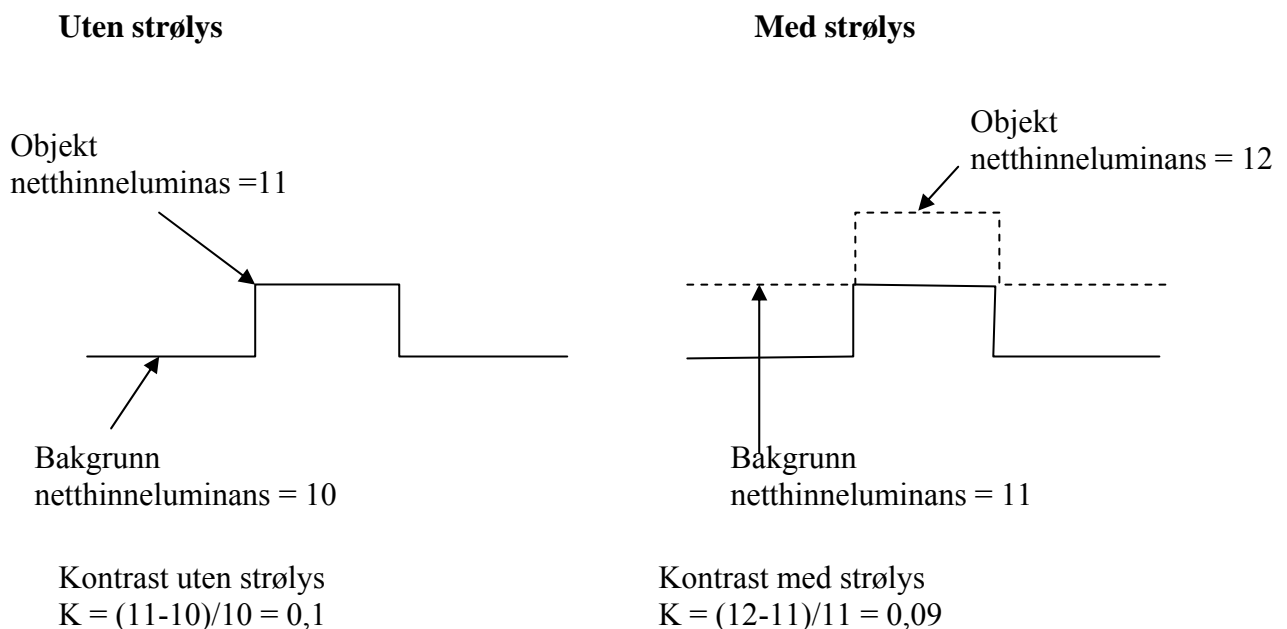 Uten strølys
Med strølys
Objekt
netthinneluminas =11
Objekt
netthinneluminans = 12
Bakgrunn
netthinneluminans = 10
Bakgrunn
netthinneluminans = 11
Kontrast uten strølys
K = (11-10)/10 = 0,1
Kontrast med strølys
K = (12-11)/11 = 0,09